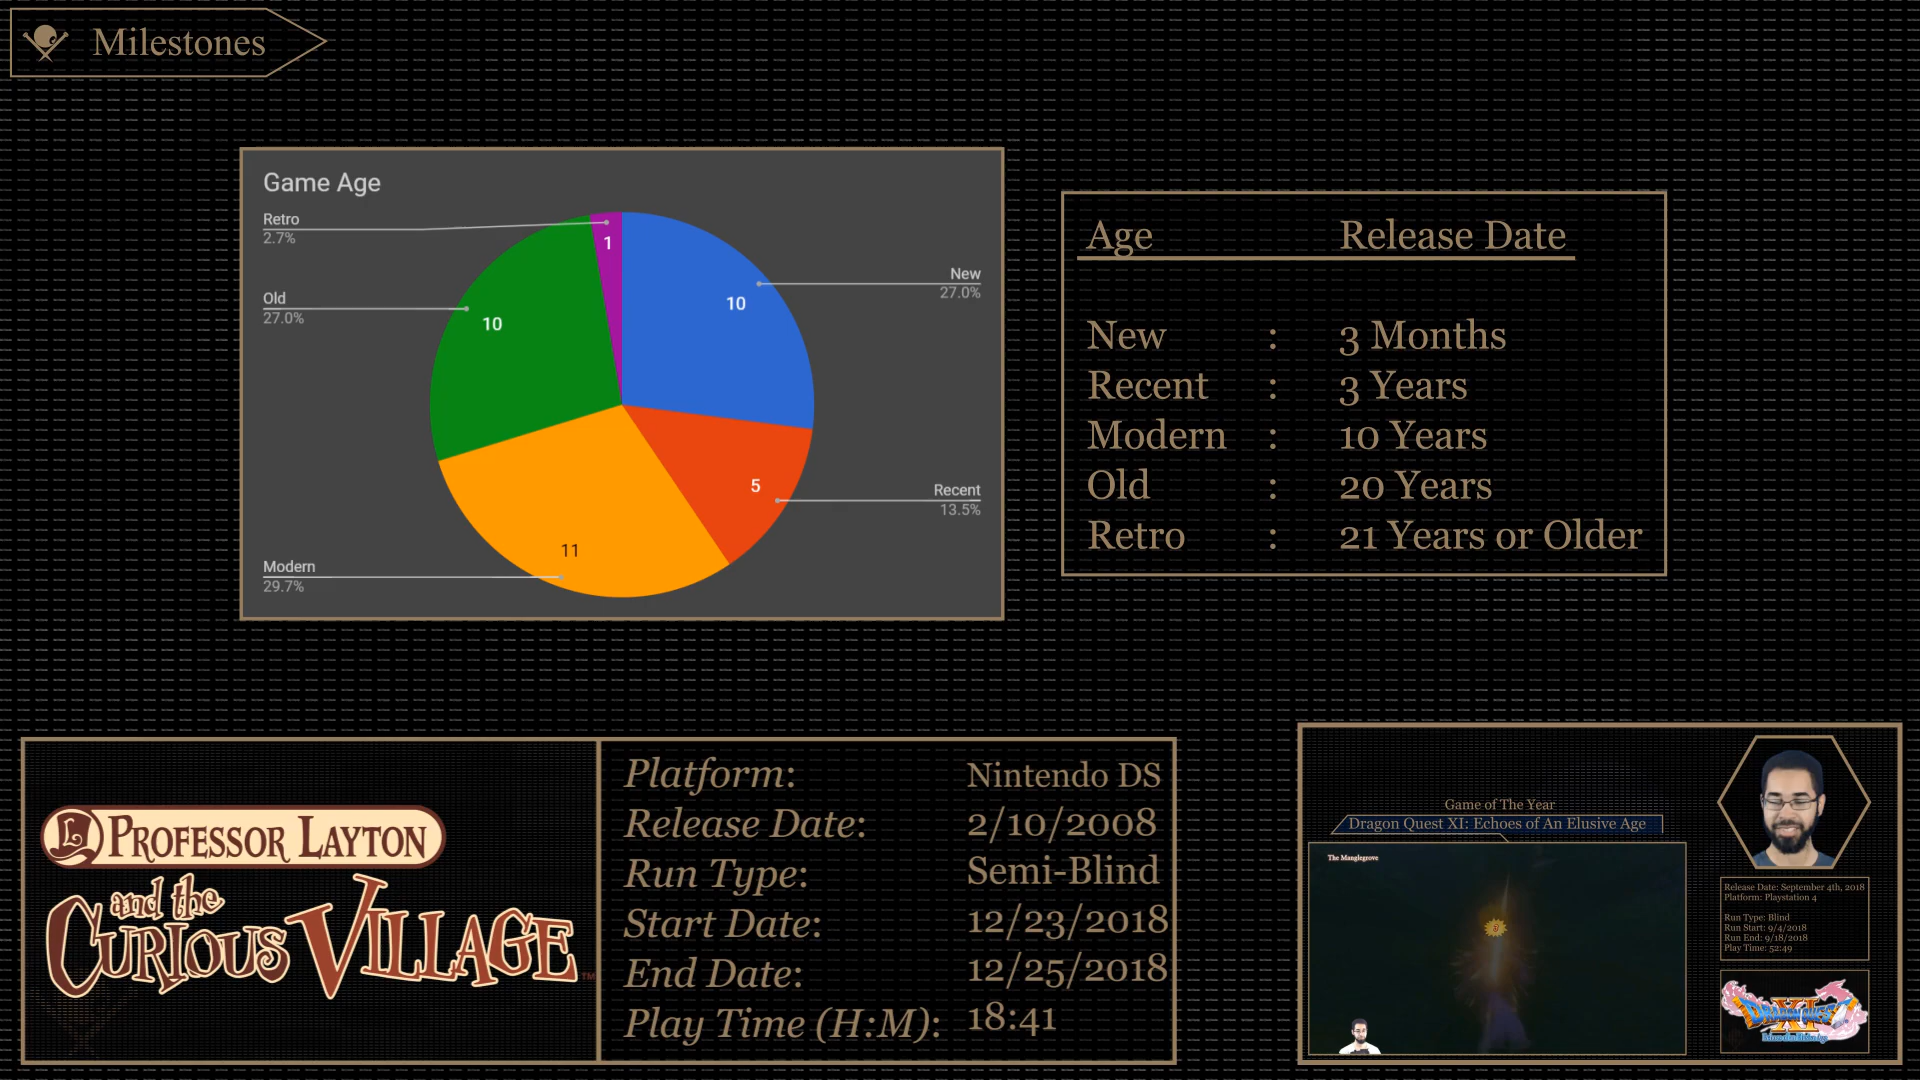 Milestones
Game Age
Retro
2.7%
1
Old
27.0%
10
New
27.0%
10
Recent
13.5%
5
Modern
29.7%
11
Age Release Date
New : 3 Months
Recent : 3 Years
Modern : 10 Years
Old : 20 Years
Retro : 21 Years or Older
PROFESSOR LAYTON
and the
CURIOUS VILLAGE™
Platform: Nintendo DS
Release Date: 2/10/2008
Run Type: Semi-Blind
Start Date: 12/23/2018
End Date: 12/25/2018
Play Time (H:M): 18:41
Game of The Year
Dragon Quest XI: Echoes of An Elusive Age
The Manglegrove
Release Date: September 4th, 2018
Platform: Playstation 4
Run Type: Blind
Run Start: 9/4/2018
Run End: 9/18/2018
Play Time: 52:49
DRAGON QUEST
XI